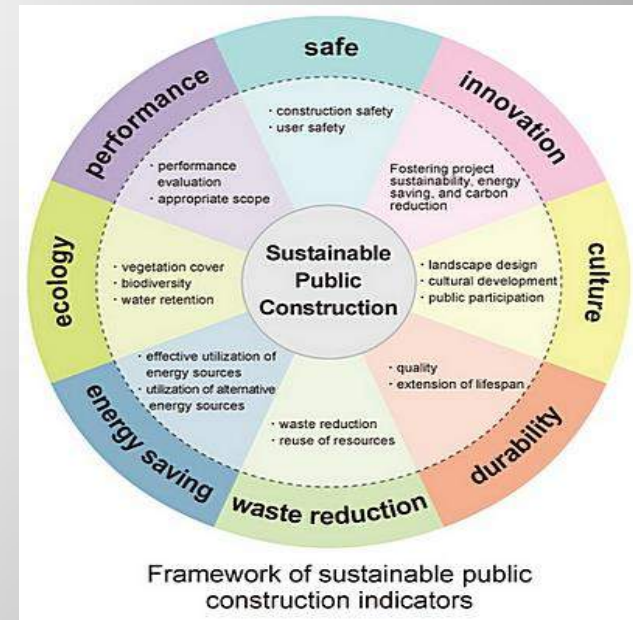 safe
· construction safety
· user safety
innovation
Fostering project
sustainability, energy
saving, and carbon
reduction
culture
· landscape design
· cultural development
· public participation
durability
· quality
· extension of lifespan
waste reduction
· waste reduction
· reuse of resources
energy saving
· effective utilization of
energy sources
· utilization of alternative
energy sources
ecology
· vegetation cover
· biodiversity
· water retention
performance
· performance
evaluation
· appropriate scope
Sustainable
Public
Construction
Framework of sustainable public
construction indicators